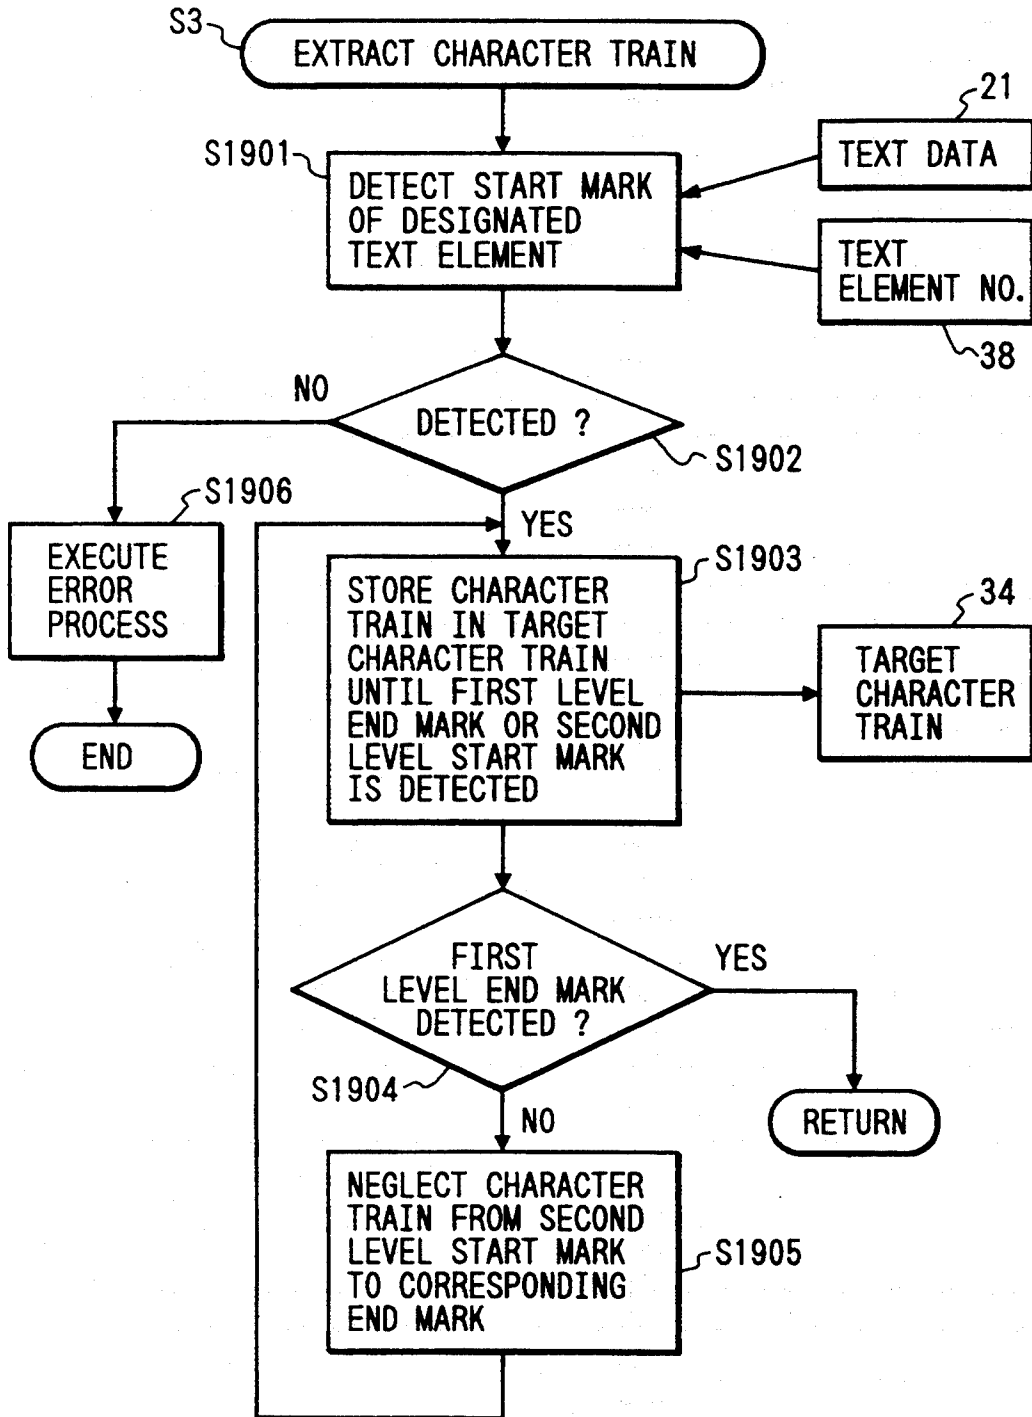 S3
EXTRACT CHARACTER TRAIN
21
S1901
TEXT DATA
DETECT START MARK
OF DESIGNATED
TEXT ELEMENT
TEXT
ELEMENT NO.
38
NO
DETECTED ?
S1902
S1906
YES
EXECUTE
ERROR
PROCESS
S1903
STORE CHARACTER
TRAIN IN TARGET
CHARACTER TRAIN
UNTIL FIRST LEVEL
END MARK OR SECOND
LEVEL START MARK
IS DETECTED
34
TARGET
CHARACTER
TRAIN
END
FIRST
LEVEL END MARK
DETECTED ?
YES
S1904
RETURN
NO
NEGLECT CHARACTER
TRAIN FROM SECOND
LEVEL START MARK
TO CORRESPONDING
END MARK
S1905